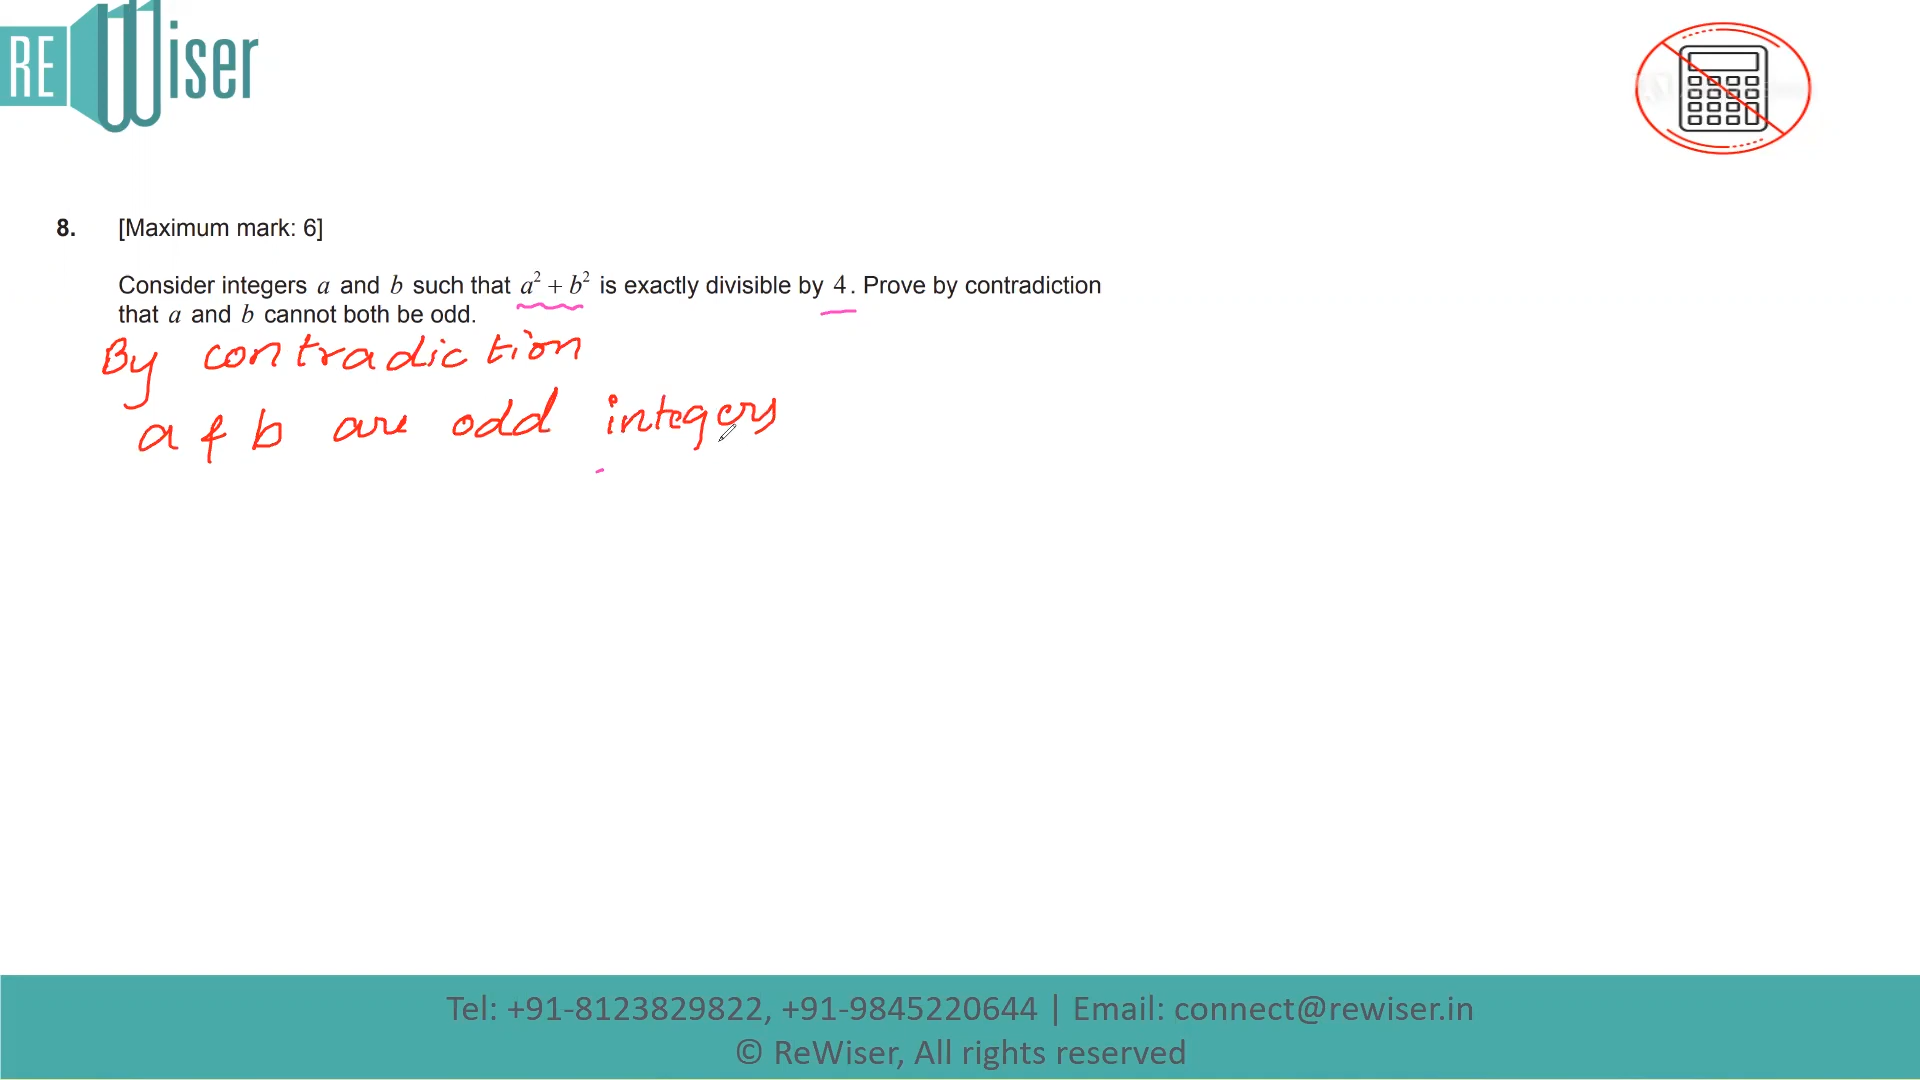 REWiser
8. [Maximum mark: 6]
Consider integers a and b such that a² + b² is exactly divisible by 4. Prove by contradiction
that a and b cannot both be odd.
By contradiction
a & b are odd integers
Tel: +91-8123829822, +91-9845220644 | Email: connect@rewiser.in
© ReWiser, All rights reserved